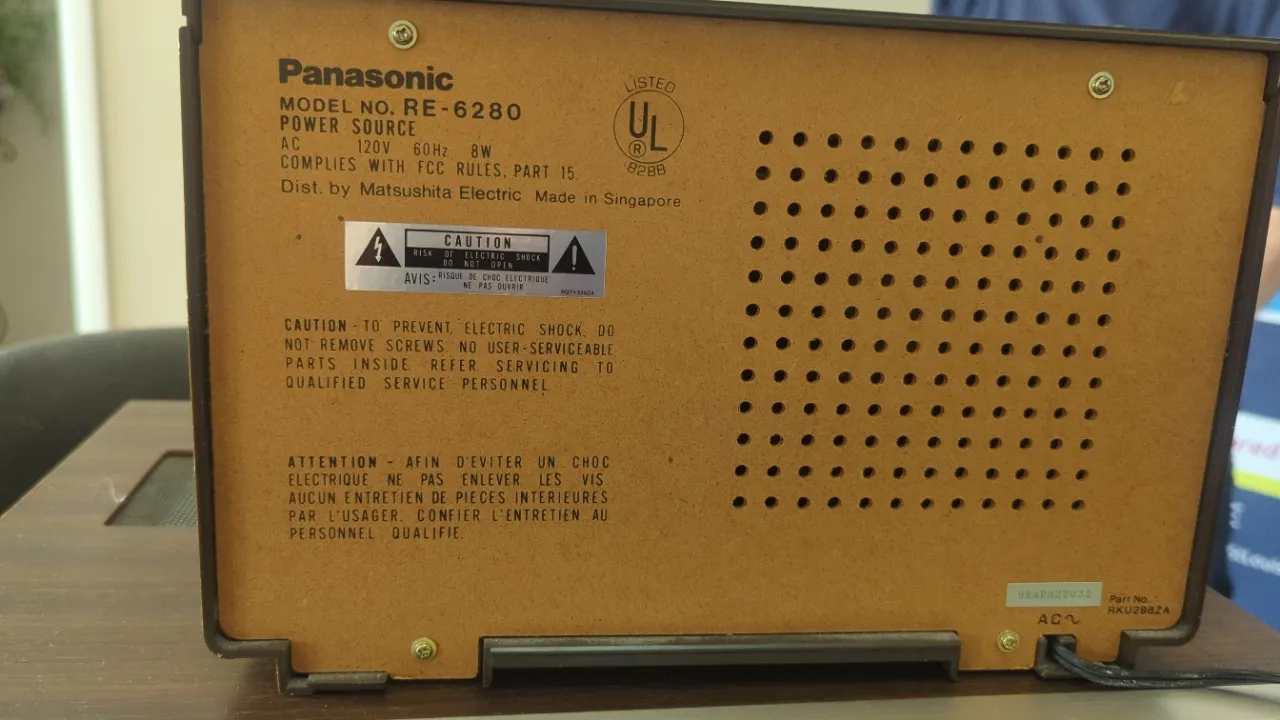 Panasonic
MODEL NO. RE-6280
POWER SOURCE
AC 120V 60Hz 8W
COMPLIES WITH FCC RULES, PART 15.
Dist. by Matsushita Electric Made in Singapore
LISTED
UL
®
828B
CAUTION
RISK OF ELECTRIC SHOCK
DO NOT OPEN
AVIS: RISQUE DE CHOC ELECTRIQUE
NE PAS OUVRIR
CAUTION - TO PREVENT ELECTRIC SHOCK, DO
NOT REMOVE SCREWS. NO USER-SERVICEABLE
PARTS INSIDE. REFER SERVICING TO
QUALIFIED SERVICE PERSONNEL.
ATTENTION - AFIN D'EVITER UN CHOC
ELECTRIQUE NE PAS ENLEVER LES VIS.
AUCUN ENTRETIEN DE PIECES INTERIEURES
PAR L'USAGER. CONFIER L'ENTRETIEN AU
PERSONNEL QUALIFIE.
Part No.
RKU298ZA
AC~